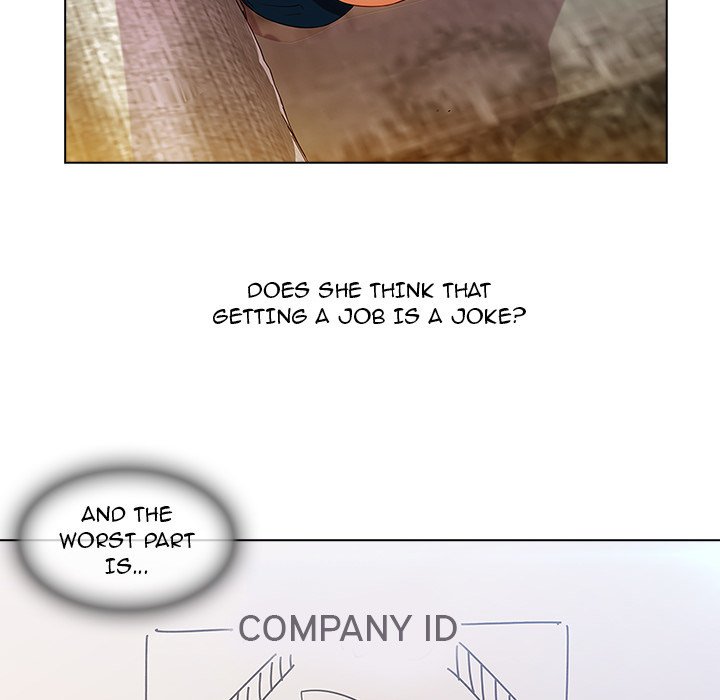 DOES SHE THINK THAT
GETTING A JOB IS A JOKE?
AND THE
WORST PART
IS...
COMPANY ID